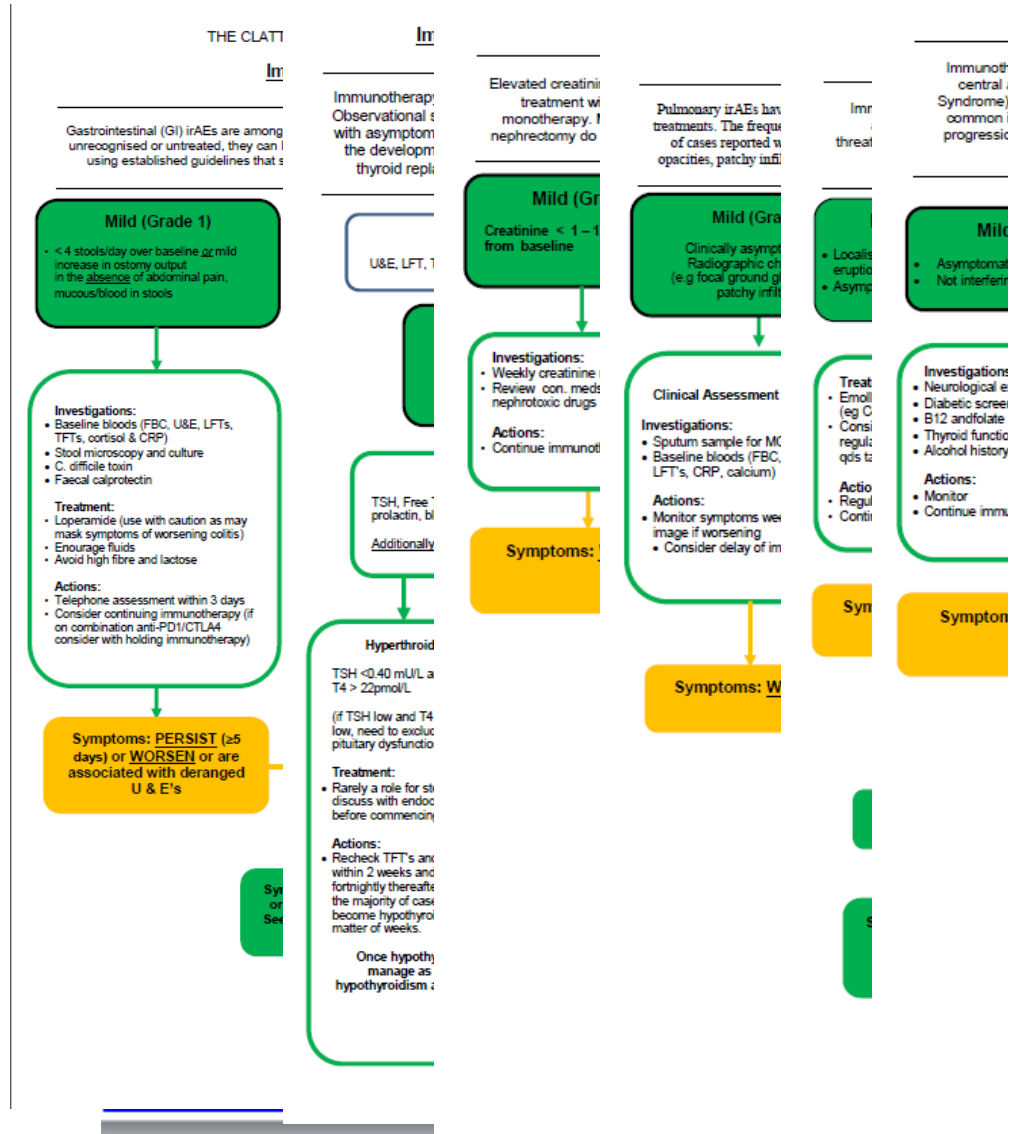 THE CLATT
Im
Gastrointestinal (GI) irAEs are among
unrecognised or untreated, they can
using established guidelines that s
Mild (Grade 1)
• < 4 stools/day over baseline or mild
increase in ostomy output
in the absence of abdominal pain,
mucous/blood in stools
Investigations:
• Baseline bloods (FBC, U&E, LFTs,
TFTs, cortisol & CRP)
• Stool microscopy and culture
• C. difficile toxin
• Faecal calprotectin
Treatment:
• Loperamide (use with caution as may
mask symptoms of worsening colitis)
• Enourage fluids
• Avoid high fibre and lactose
Actions:
• Telephone assessment within 3 days
• Consider continuing immunotherapy (if
on combination anti-PD1/CTLA4
consider with holding immunotherapy)
Symptoms: PERSIST (≥5
days) or WORSEN or are
associated with deranged
U & E's
Syn
or
See
Im
Immunotherapy
Observational s
with asymptom
the developm
thyroid repla
U&E, LFT, T
TSH, Free T
prolactin, bl
Additionally
Hyperthroid
TSH <0.40 mU/L a
T4 > 22pmol/L
(if TSH low and T4
low, need to exclud
pituitary dysfunctio
Treatment:
• Rarely a role for ste
discuss with endoc
before commencing
Actions:
• Recheck TFT's and
within 2 weeks and
fortnightly thereafte
the majority of case
become hypothyroi
matter of weeks.
Once hypothy
manage as
hypothyroidism a
Elevated creatini
treatment wi
monotherapy. M
nephrectomy do
Mild (Gr
Creatinine < 1 – 1
from baseline
Investigations:
• Weekly creatinine
• Review con. meds
nephrotoxic drugs
Actions:
• Continue immunoth
Symptoms:
Pulmonary irAEs hav
treatments. The freque
of cases reported w
opacities, patchy infil
Mild (Gra
Clinically asympt
Radiographic ch
(e.g focal ground gl
patchy infilt
Clinical Assessment
Investigations:
• Sputum sample for MC
• Baseline bloods (FBC,
LFT's, CRP, calcium)
Actions:
• Monitor symptoms wee
image if worsening
• Consider delay of im
Symptoms: W
Imm
threat
• Localis
eruptio
• Asymp
Treat
• Emoll
(eg C
• Consi
regula
qds ta
Actio
• Regul
• Conti
Sym
S
Immunoth
central
Syndrome)
common i
progressio
Mild
• Asymptomat
• Not interferin
Investigations
• Neurological e
• Diabetic scree
• B12 andfolate
• Thyroid functio
• Alcohol history
Actions:
• Monitor
• Continue immu
Symptom